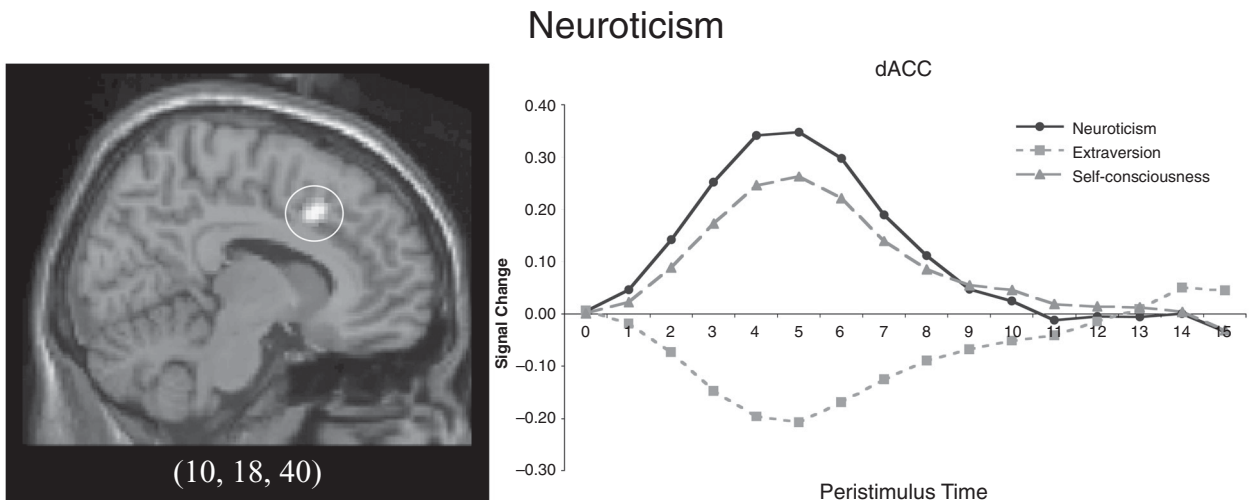 Neuroticism
(10, 18, 40)
dACC
Signal Change
0.40
0.30
0.20
0.10
0.00
–0.10
–0.20
–0.30
0 1 2 3 4 5 6 7 8 9 10 11 12 13 14 15
Neuroticism
Extraversion
Self-consciousness
Peristimulus Time